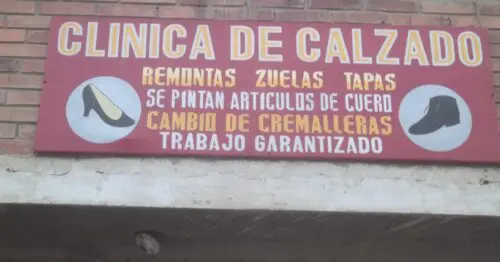 CLINICA DE CALZADO
REMONTAS ZUELAS TAPAS
SE PINTAN ARTICULOS DE CUERO
CAMBIO DE CREMALLERAS
TRABAJO GARANTIZADO